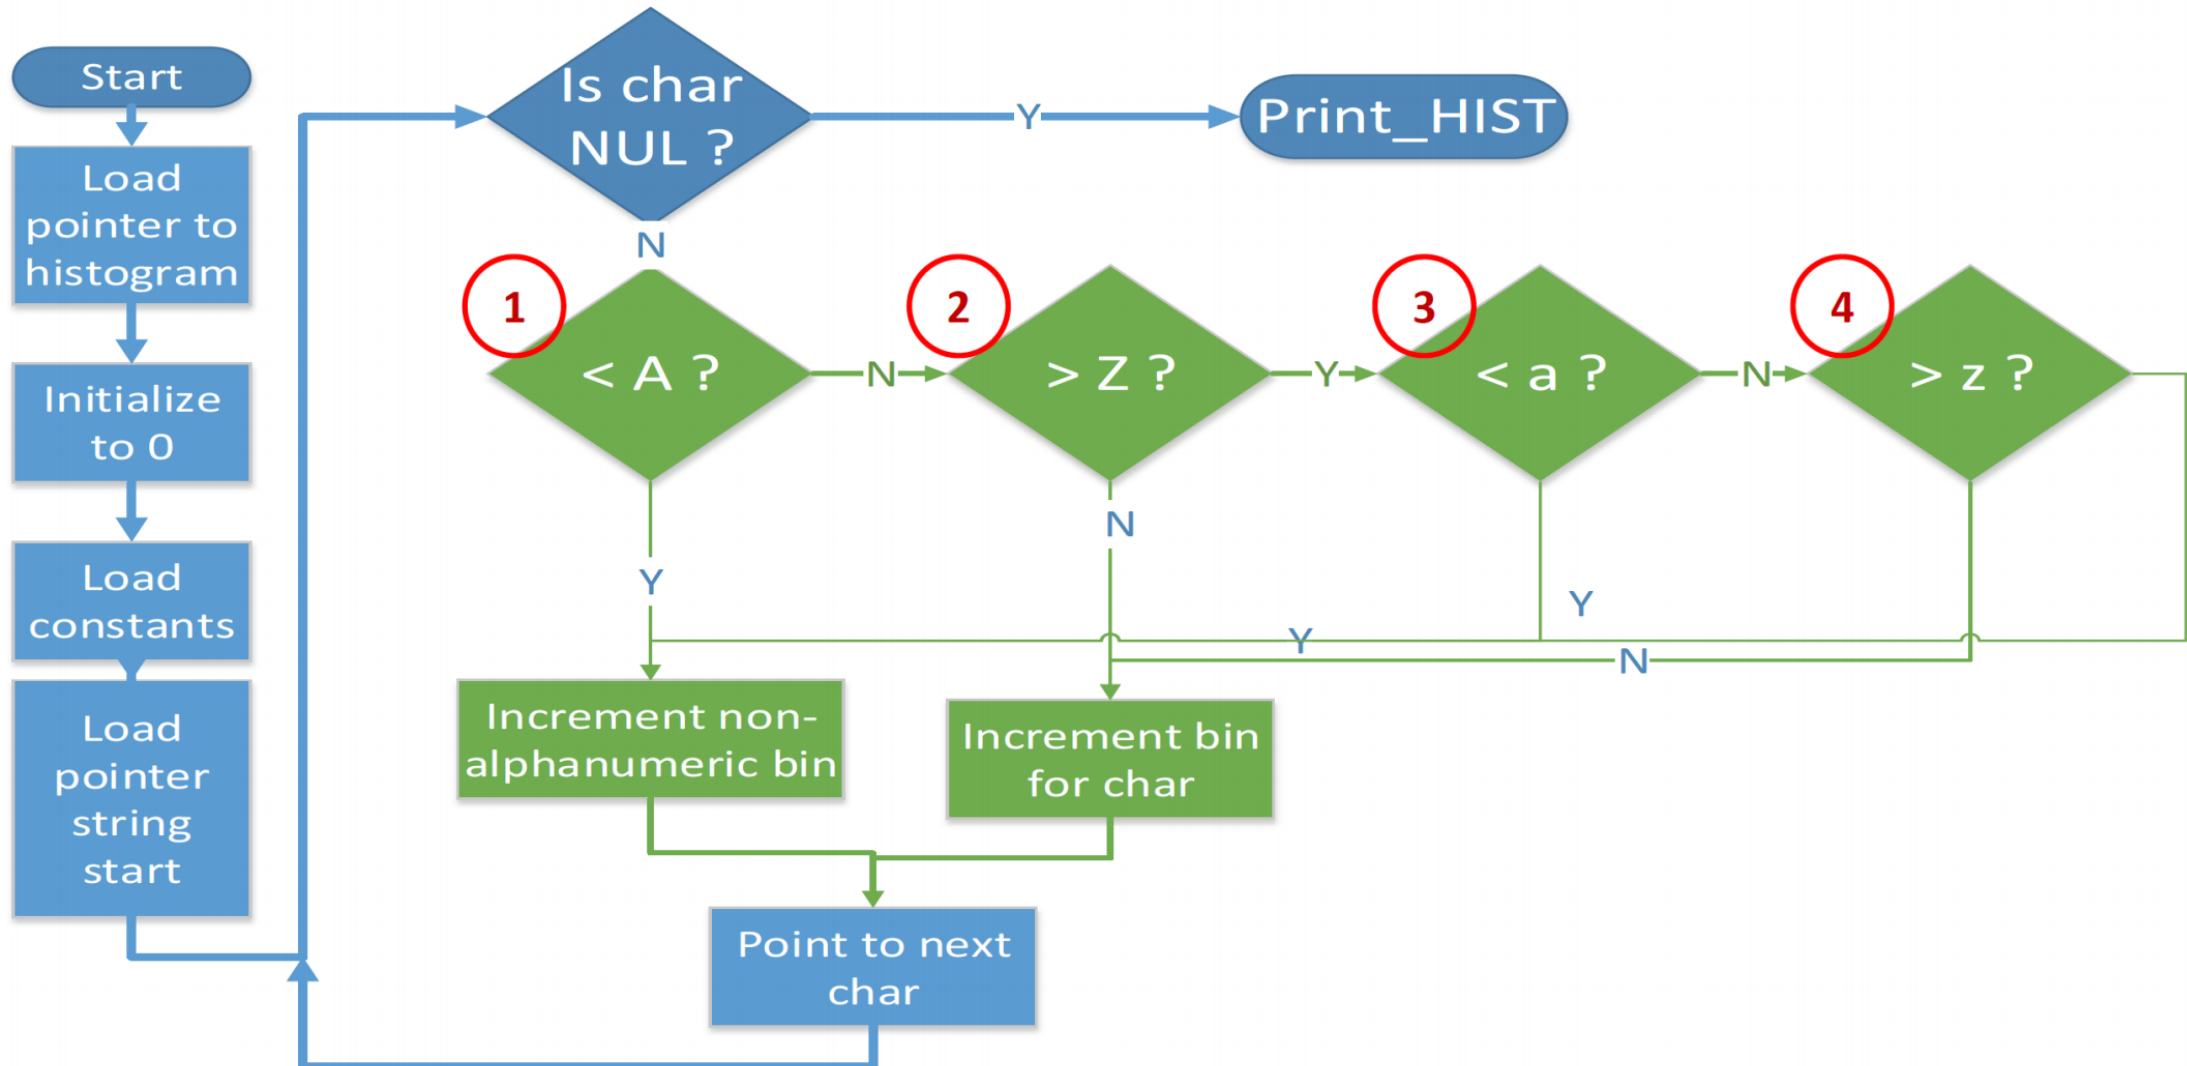 Start
Load
pointer to
histogram
Initialize
to 0
Load
constants
Load
pointer
string
start
Is char
NUL ?
Y
Print_HIST
N
1
< A ?
N
2
> Z ?
Y
3
< a ?
N
4
> z ?
Y
N
Y
Y
N
Increment non-
alphanumeric bin
Increment bin
for char
Point to next
char